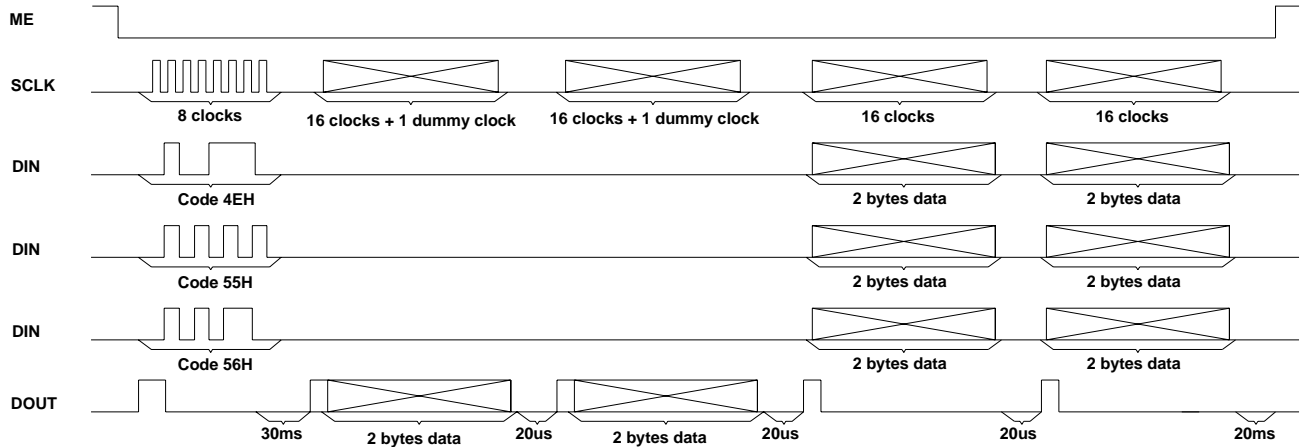 ME
SCLK
8 clocks
16 clocks + 1 dummy clock
16 clocks + 1 dummy clock
16 clocks
16 clocks
DIN
Code 4EH
2 bytes data
2 bytes data
DIN
Code 55H
2 bytes data
2 bytes data
DIN
Code 56H
2 bytes data
2 bytes data
DOUT
30ms
2 bytes data
20us
2 bytes data
20us
20us
20ms